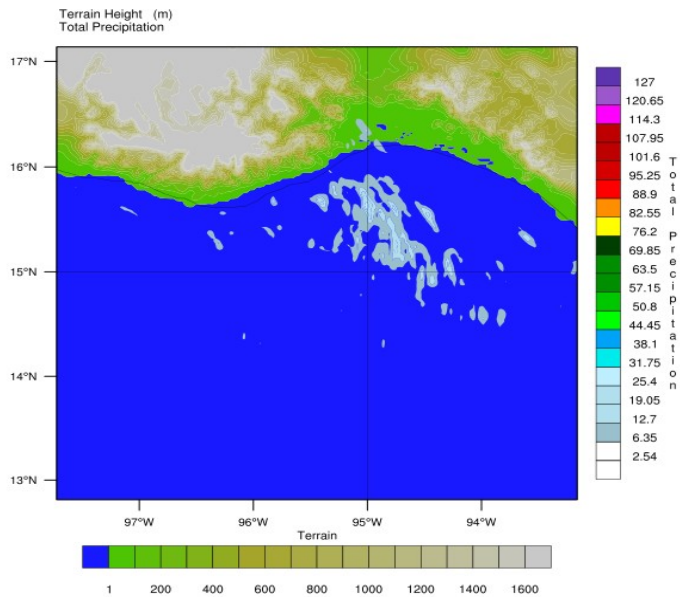 Terrain Height (m)
Total Precipitation
17°N
16°N
15°N
14°N
13°N
97°W 96°W 95°W 94°W
Terrain
1 200 400 600 800 1000 1200 1400 1600
127
120.65
114.3
107.95
101.6
95.25
88.9
82.55
76.2
69.85
63.5
57.15
50.8
44.45
38.1
31.75
25.4
19.05
12.7
6.35
2.54
Total Precipitation